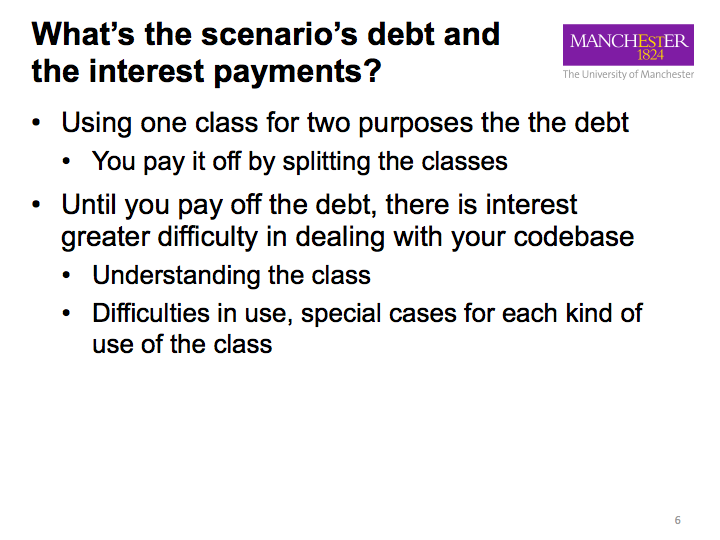 What's the scenario's debt and
the interest payments?
MANCHESTER
1824
The University of Manchester
• Using one class for two purposes the the debt
• You pay it off by splitting the classes
• Until you pay off the debt, there is interest
greater difficulty in dealing with your codebase
• Understanding the class
• Difficulties in use, special cases for each kind of
use of the class
6